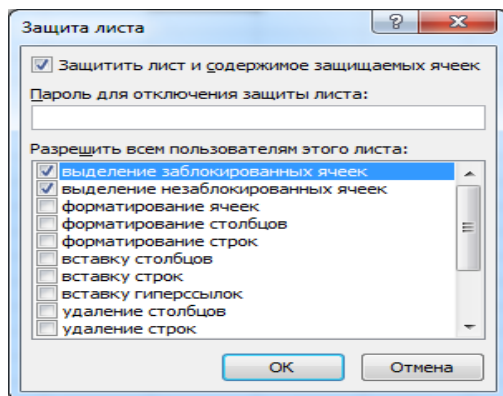 Защита листа
Защитить лист и содержимое защищаемых ячеек
Пароль для отключения защиты листа:
Разрешить всем пользователям этого листа:
выделение заблокированных ячеек
выделение незаблокированных ячеек
форматирование ячеек
форматирование столбцов
форматирование строк
вставку столбцов
вставку строк
вставку гиперссылок
удаление столбцов
удаление строк
ОК Отмена